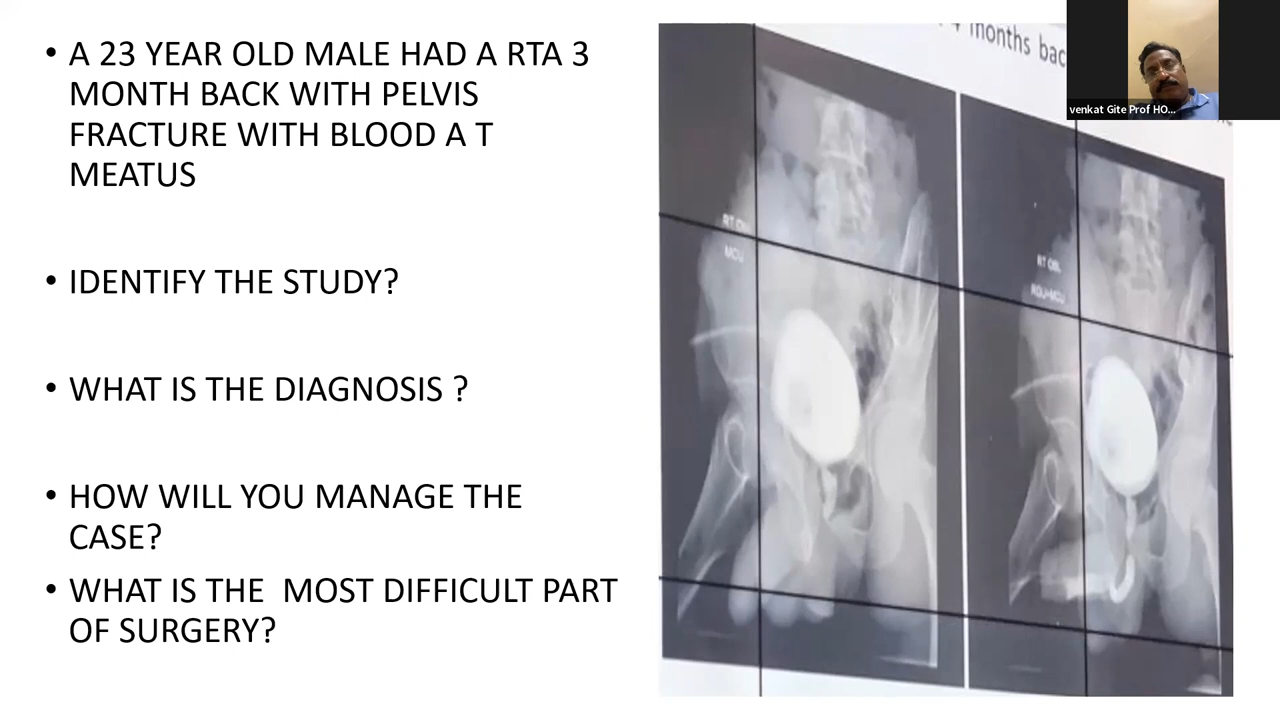 • A 23 YEAR OLD MALE HAD A RTA 3
MONTH BACK WITH PELVIS
FRACTURE WITH BLOOD A T
MEATUS
• IDENTIFY THE STUDY?
• WHAT IS THE DIAGNOSIS ?
• HOW WILL YOU MANAGE THE
CASE?
• WHAT IS THE  MOST DIFFICULT PART
OF SURGERY?
months bac
venkat Gite Prof HO...
RT
MCU
RT OBL
RGU+MCU